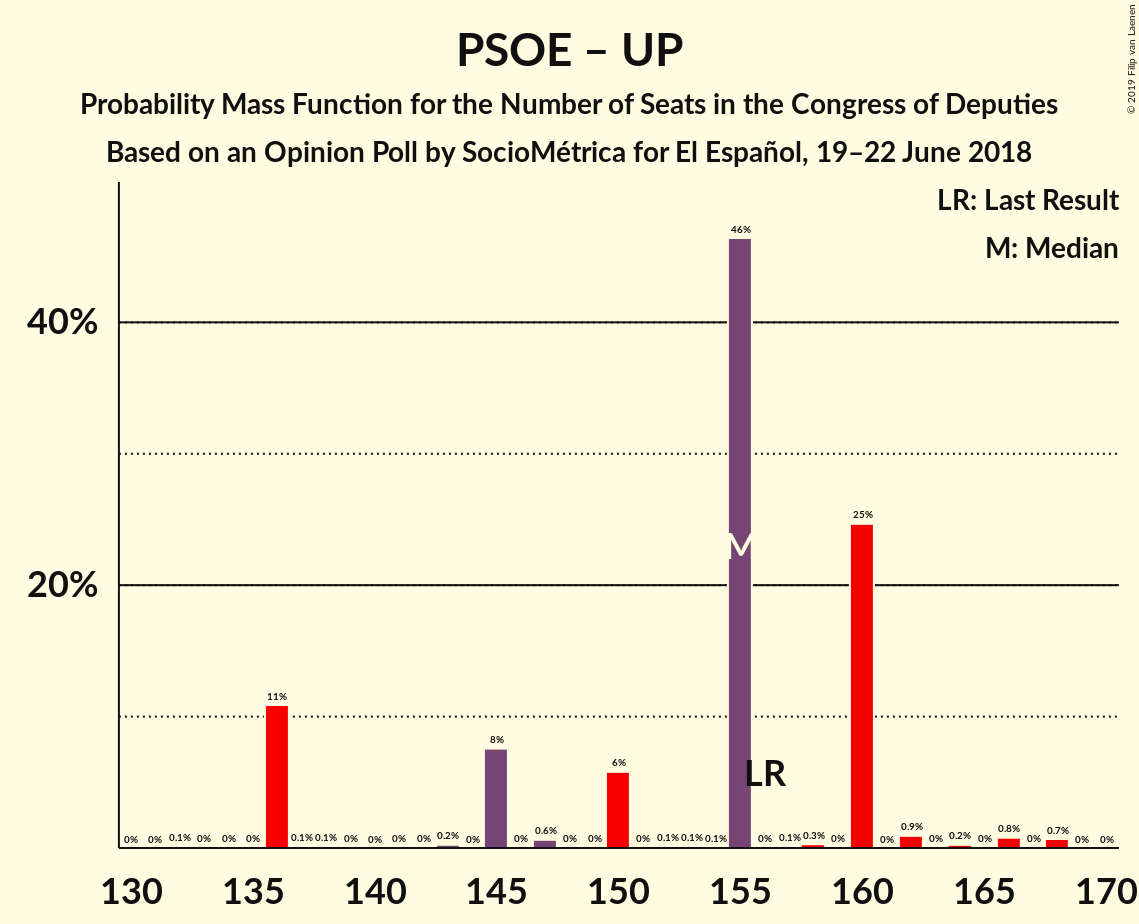 PSOE – UP
Probability Mass Function for the Number of Seats in the Congress of Deputies
Based on an Opinion Poll by SocioMétrica for El Español, 19–22 June 2018
© 2019 Filip van Laenen
LR: Last Result
M: Median
40%
20%
0% 0% 0.1% 0% 0% 0% 11% 0.1% 0.1% 0% 0% 0% 0% 0.2% 0% 8% 0% 0.6% 0% 0% 6% 0% 0.1% 0.1% 0.1% 46% 0% 0.1% 0.3% 0% 25% 0% 0.9% 0% 0.2% 0% 0.8% 0% 0.7% 0% 0%
M
LR
130 135 140 145 150 155 160 165 170